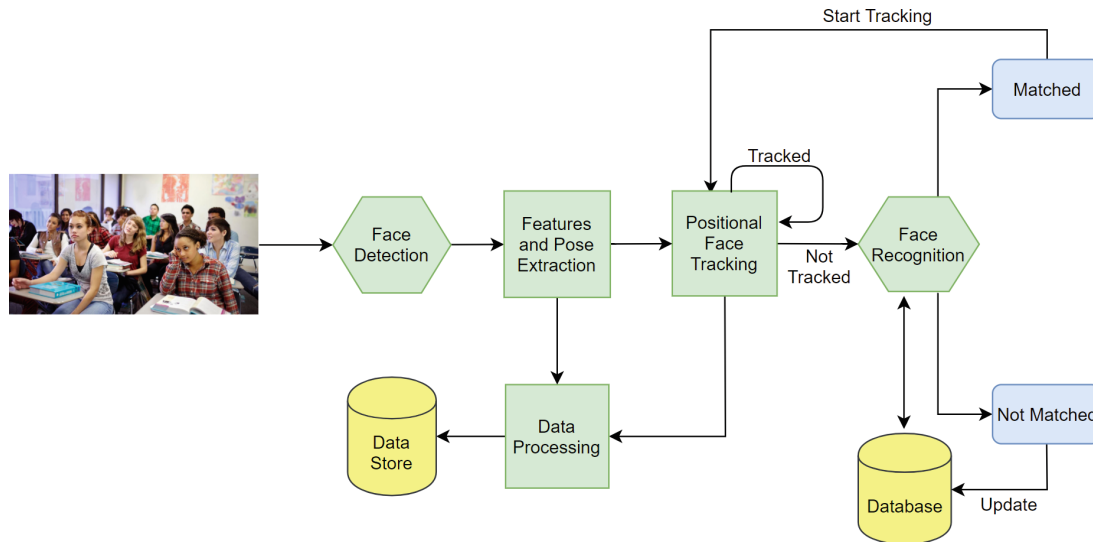 Start Tracking
Matched
Tracked
Face
Detection
Features
and Pose
Extraction
Positional
Face
Tracking
Not
Tracked
Face
Recognition
Data
Store
Data
Processing
Not Matched
Database
Update